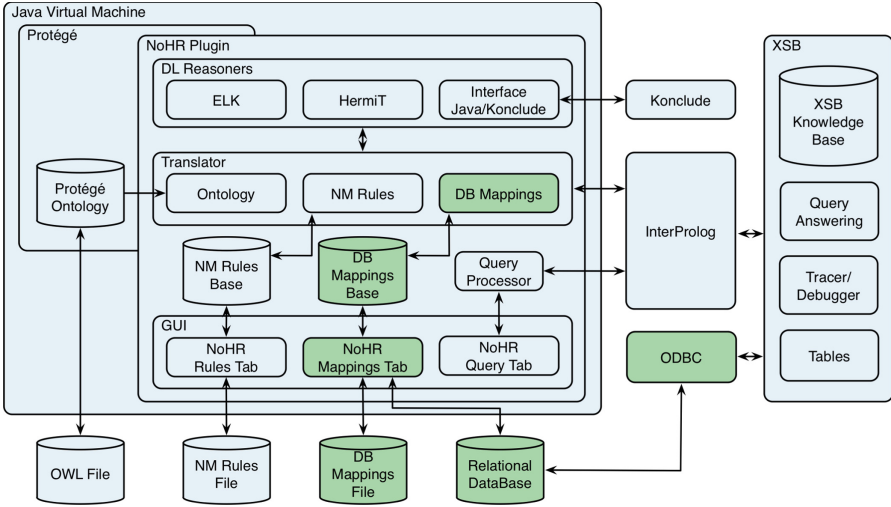 Java Virtual Machine
Protégé
NoHR Plugin
DL Reasoners
ELK
HermiT
Interface
Java/Konclude
Konclude
XSB
XSB
Knowledge
Base
Translator
Protégé
Ontology
Ontology
NM Rules
DB Mappings
InterProlog
Query
Answering
NM Rules
Base
DB
Mappings
Base
Query
Processor
Tracer/
Debugger
GUI
NoHR
Rules Tab
NoHR
Mappings Tab
NoHR
Query Tab
ODBC
Tables
OWL File
NM Rules
File
DB
Mappings
File
Relational
DataBase